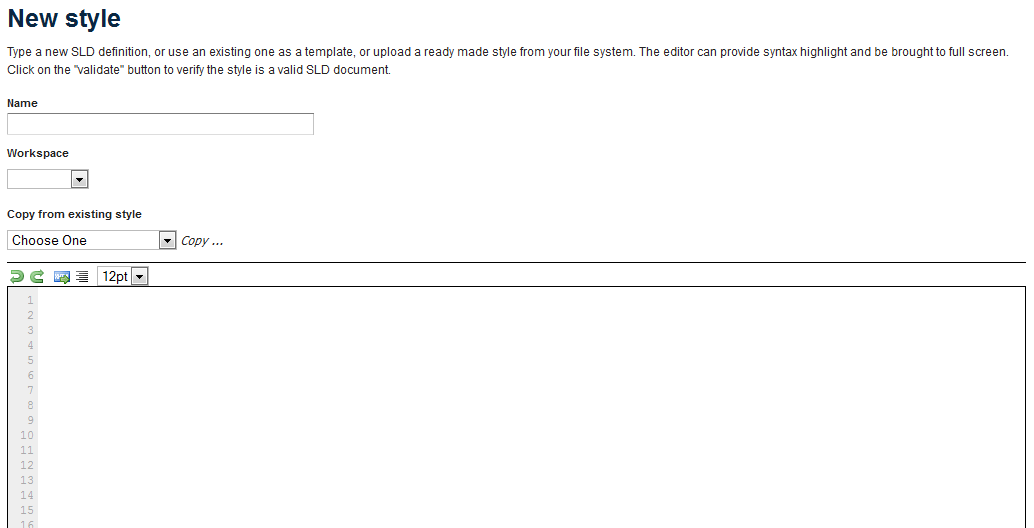 New style
Type a new SLD definition, or use an existing one as a template, or upload a ready made style from your file system. The editor can provide syntax highlight and be brought to full screen.
Click on the "validate" button to verify the style is a valid SLD document.
Name
Workspace
Copy from existing style
Choose One Copy ...
12pt
1
2
3
4
5
6
7
8
9
10
11
12
13
14
15
16